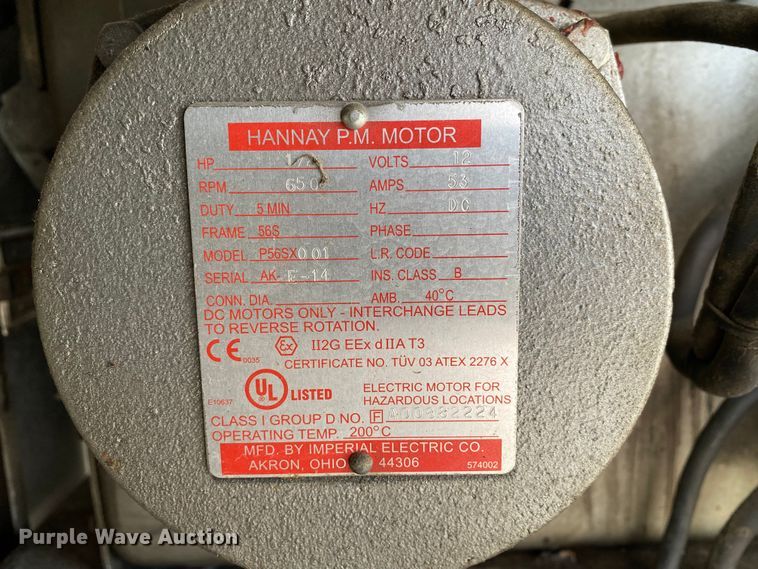 HANNAY P.M. MOTOR
HP VOLTS 12
RPM 650 AMPS 53
DUTY 5 MIN HZ DC
FRAME 56S PHASE
MODEL P56SX001 L.R. CODE
SERIAL AK-F-14 INS. CLASS B
CONN. DIA. AMB. 40°C
DC MOTORS ONLY - INTERCHANGE LEADS
TO REVERSE ROTATION.
CE 0035 Ex II2G EEx d IIA T3
CERTIFICATE NO. TÜV 03 ATEX 2276 X
E10637 UL LISTED ELECTRIC MOTOR FOR
HAZARDOUS LOCATIONS
CLASS I GROUP D NO. F
OPERATING TEMP. 200°C
MFD. BY IMPERIAL ELECTRIC CO.
AKRON, OHIO 44306 574002
Purple Wave Auction